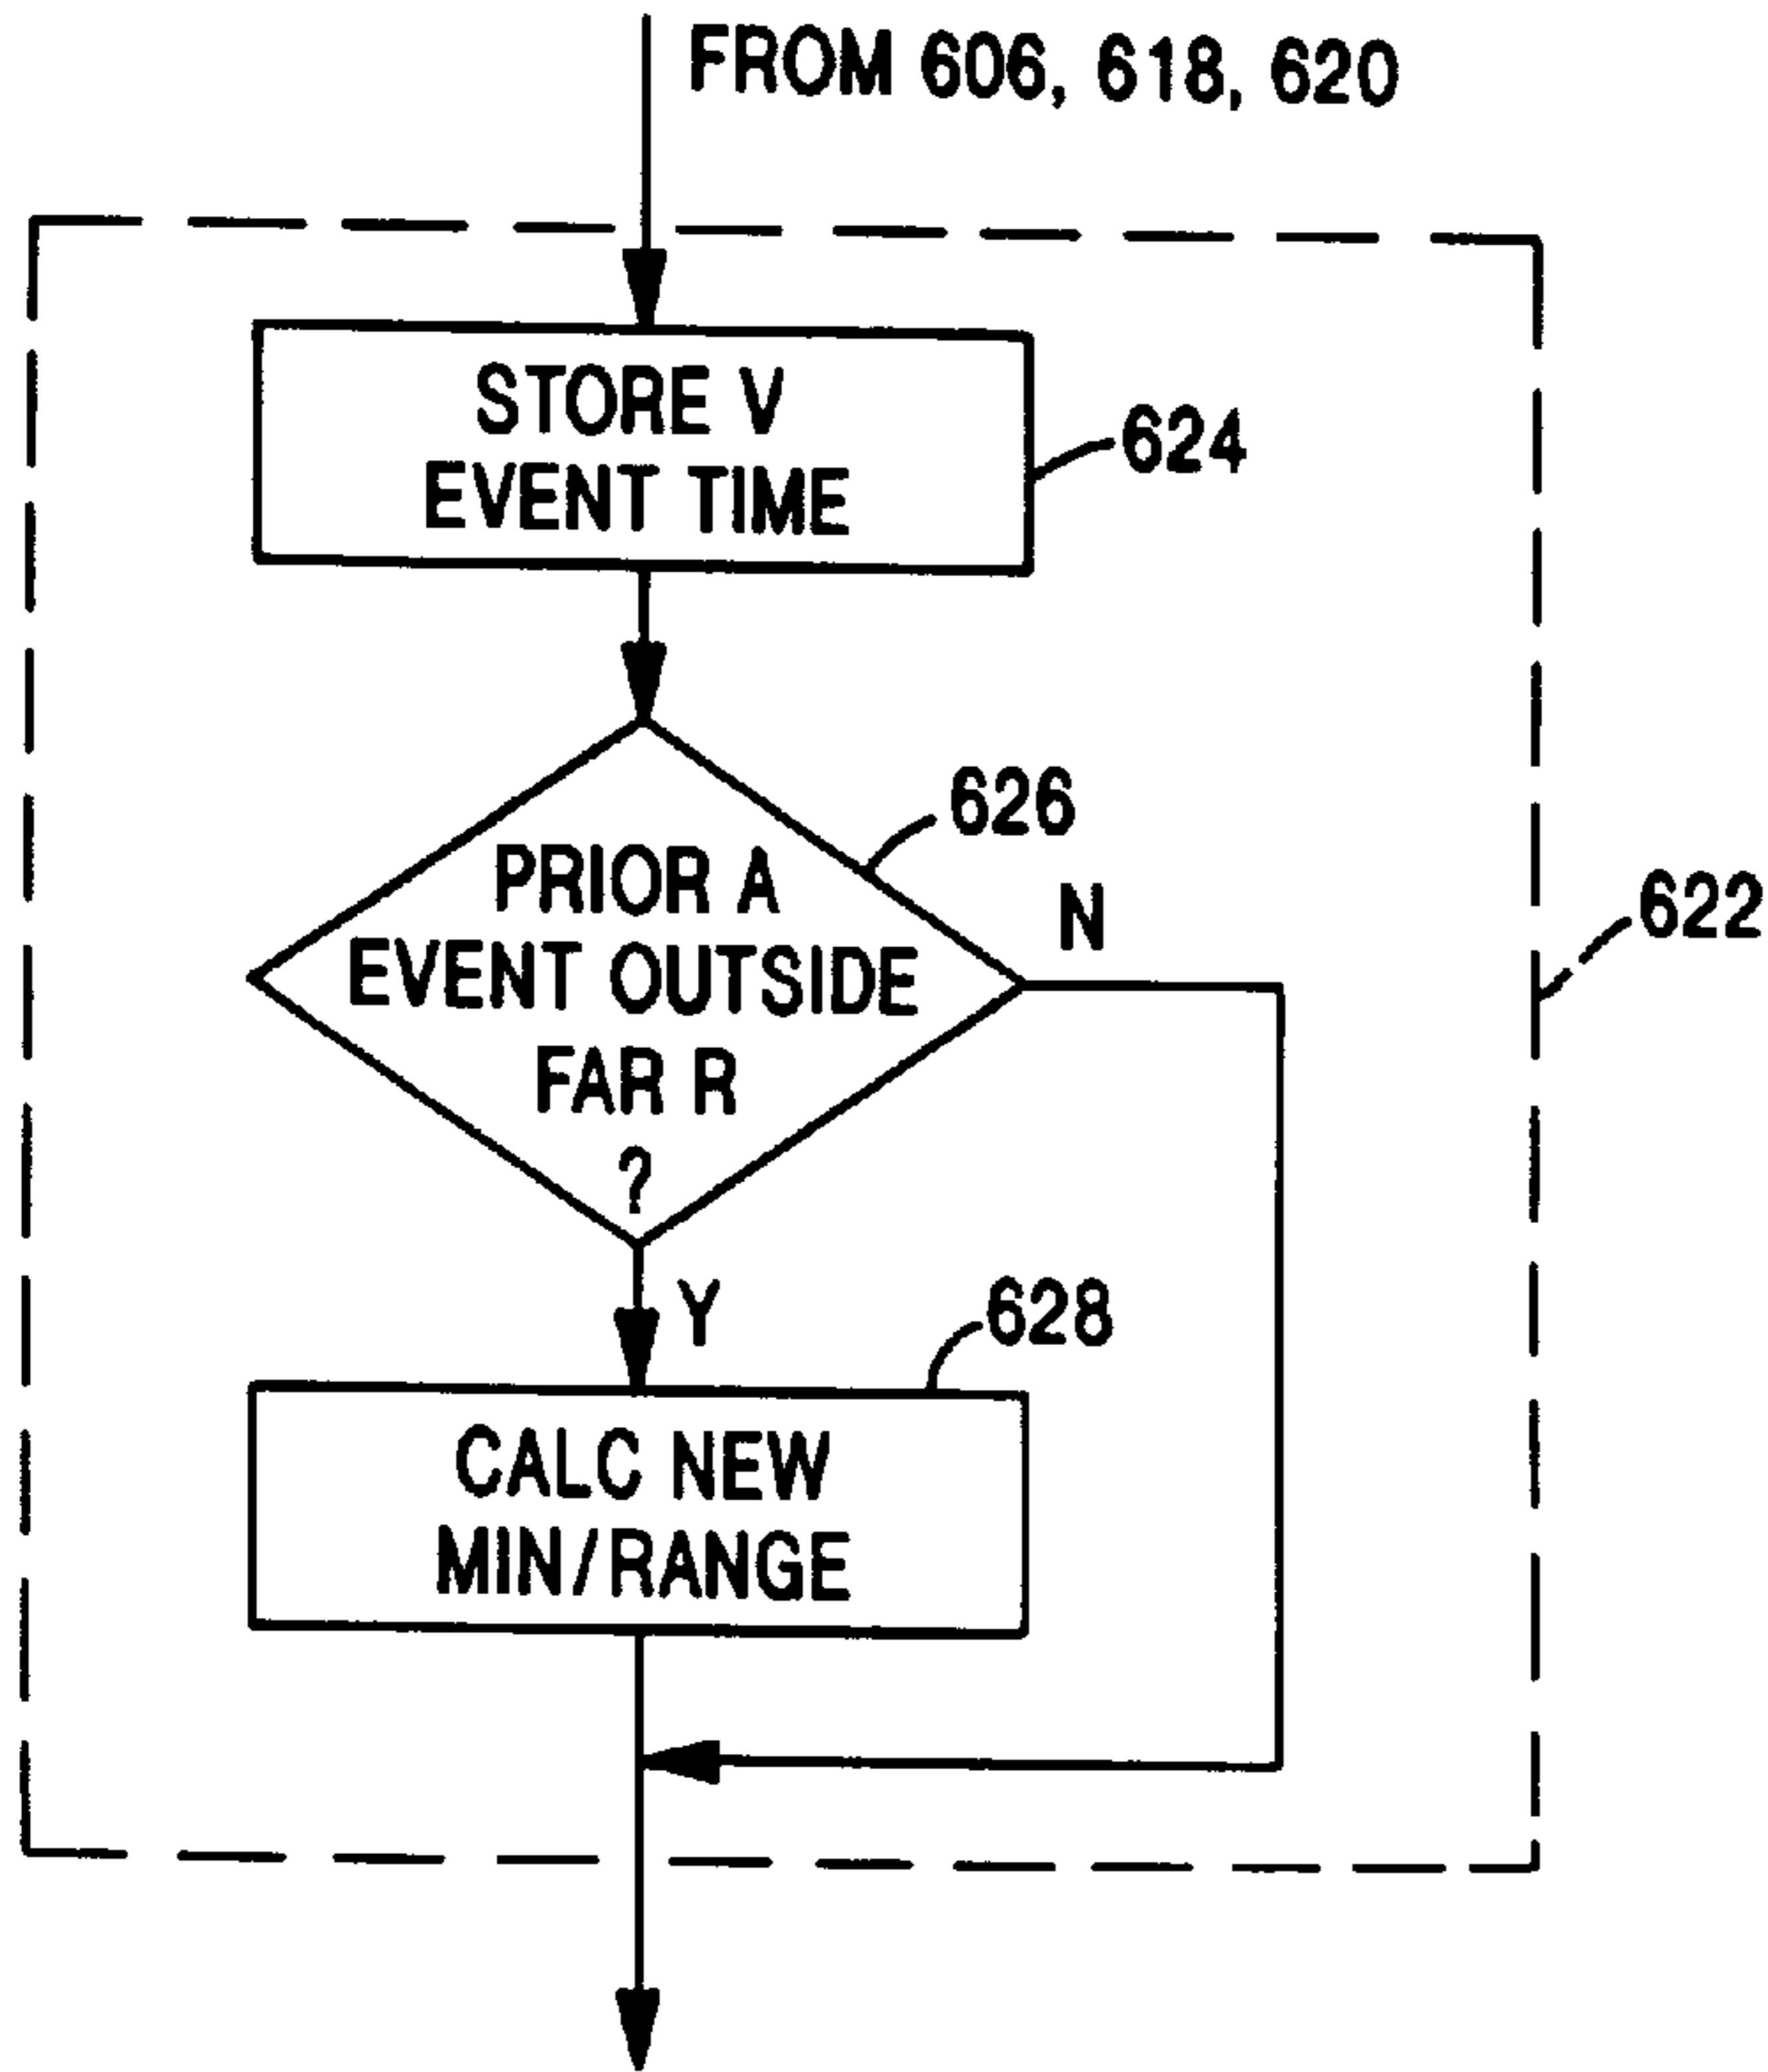 FROM 606, 618, 620
STORE V
EVENT TIME
624
626
PRIOR A
EVENT OUTSIDE
FAR R
?
N
622
Y
628
CALC NEW
MIN/RANGE